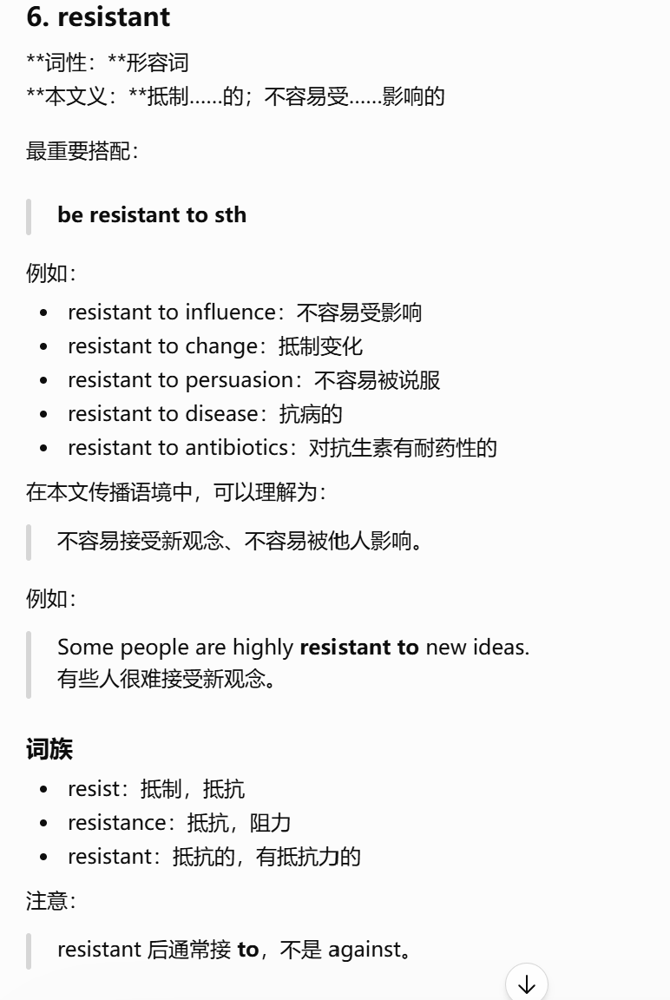 6. resistant
**词性：**形容词
**本文义：**抵制……的；不容易受……影响的
最重要搭配：
be resistant to sth
例如：
• resistant to influence：不容易受影响
• resistant to change：抵制变化
• resistant to persuasion：不容易被说服
• resistant to disease：抗病的
• resistant to antibiotics：对抗生素有耐药性的
在本文传播语境中，可以理解为：
不容易接受新观念、不容易被他人影响。
例如：
Some people are highly resistant to new ideas.
有些人很难接受新观念。
词族
• resist：抵制，抵抗
• resistance：抵抗，阻力
• resistant：抵抗的，有抵抗力的
注意：
resistant 后通常接 to，不是 against。